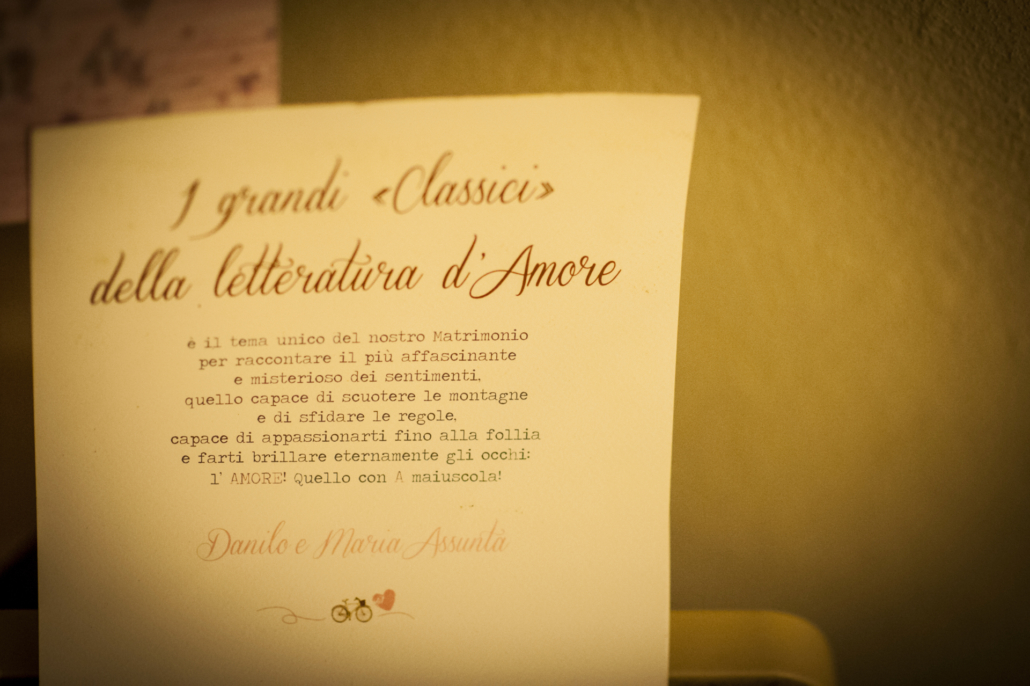 I grandi «Classici»
della letteratura d'Amore
è il tema unico del nostro Matrimonio
per raccontare il più affascinante
e misterioso dei sentimenti,
quello capace di scuotere le montagne
e di sfidare le regole,
capace di appassionarti fino alla follia
e farti brillare eternamente gli occhi:
l' AMORE! Quello con A maiuscola!
Danilo e Maria Assunta